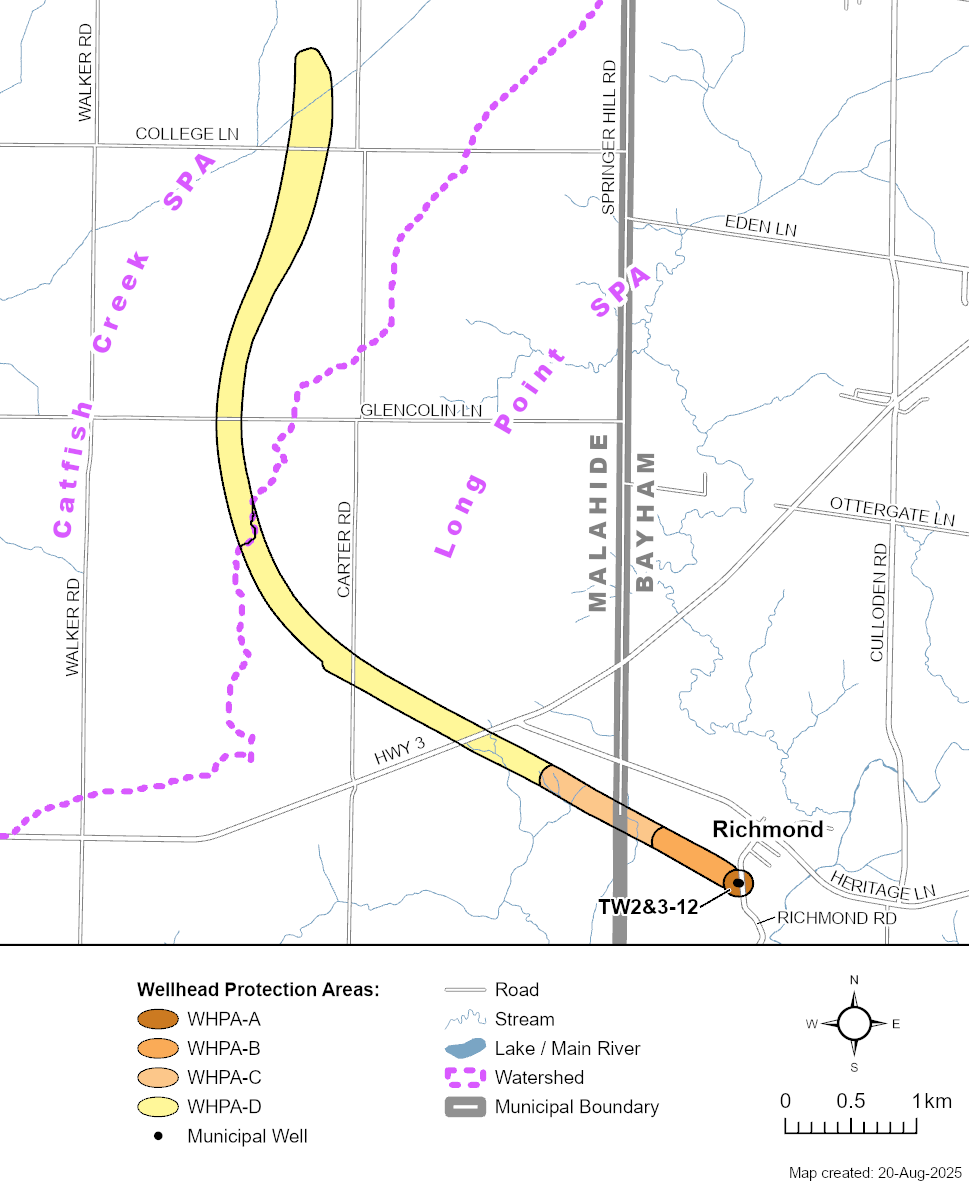 WALKER RD
COLLEGE LN
SPRINGER HILL RD
EDEN LN
Catfish Creek SPA
Long Point SPA
GLENCOLIN LN
MALAHIDE
BAYHAM
CARTER RD
OTTERGATE LN
CULLODEN RD
WALKER RD
HWY 3
Richmond
HERITAGE LN
TW2&3-12
RICHMOND RD
Wellhead Protection Areas:
WHPA-A
WHPA-B
WHPA-C
WHPA-D
Municipal Well
Road
Stream
Lake / Main River
Watershed
Municipal Boundary
N
W E
S
0 0.5 1 km
Map created: 20-Aug-2025